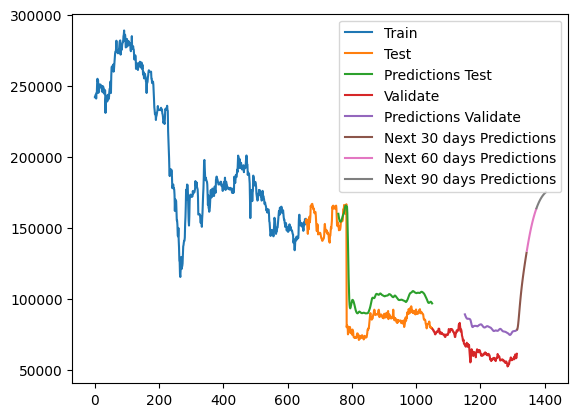 300000
250000
200000
150000
100000
50000
0
200
400
600
800
1000
1200
1400
Train
Test
Predictions Test
Validate
Predictions Validate
Next 30 days Predictions
Next 60 days Predictions
Next 90 days Predictions